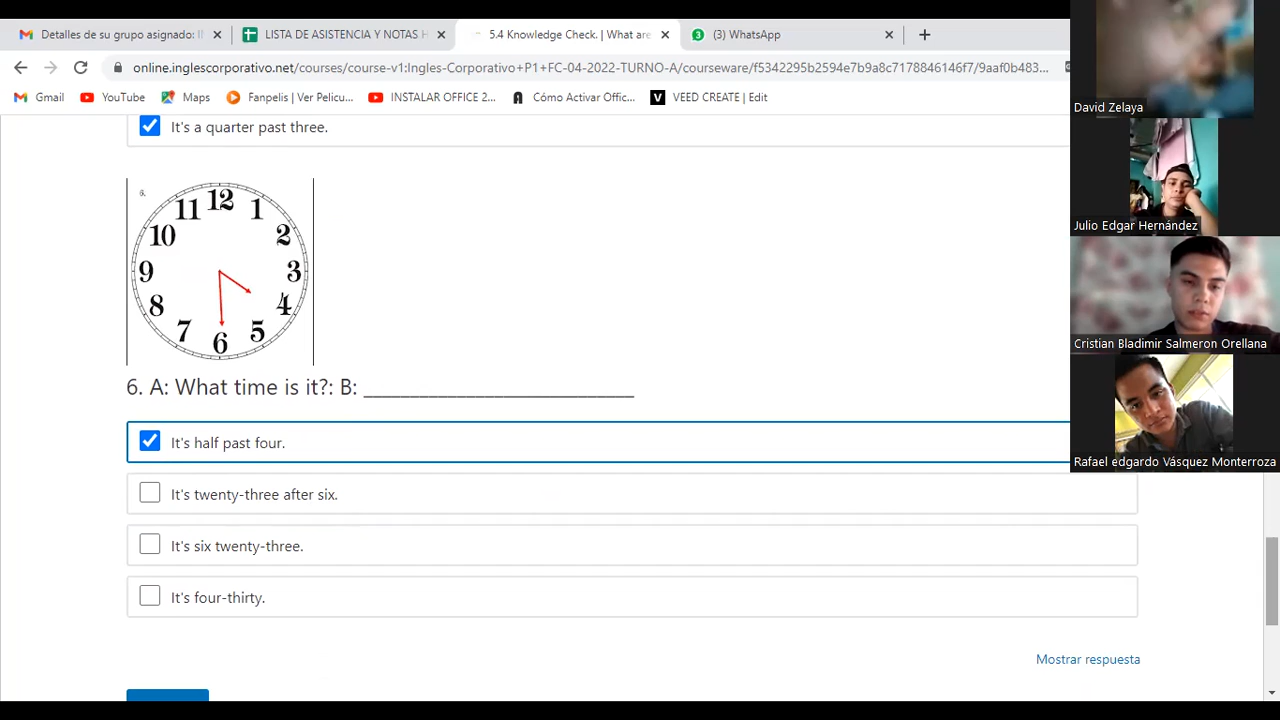 Detalles de su grupo asignado: I
LISTA DE ASISTENCIA Y NOTAS H
5.4 Knowledge Check. | What are
(3) WhatsApp
online.inglescorporativo.net/courses/course-v1:Ingles-Corporativo+P1+FC-04-2022-TURNO-A/courseware/f5342295b2594e7b9a8c7178846146f7/9aaf0b483...
Gmail
YouTube
Maps
Fanpelis | Ver Pelicu...
INSTALAR OFFICE 2...
Cómo Activar Offic...
VEED CREATE | Edit
David Zelaya
It's a quarter past three.
6.
12
11
1
10
2
9
3
8
4
7
5
6
Julio Edgar Hernández
Cristian Bladimir Salmeron Orellana
6. A: What time is it?: B: ___________________________
It's half past four.
Rafael edgardo Vásquez Monterroza
It's twenty-three after six.
It's six twenty-three.
It's four-thirty.
Mostrar respuesta